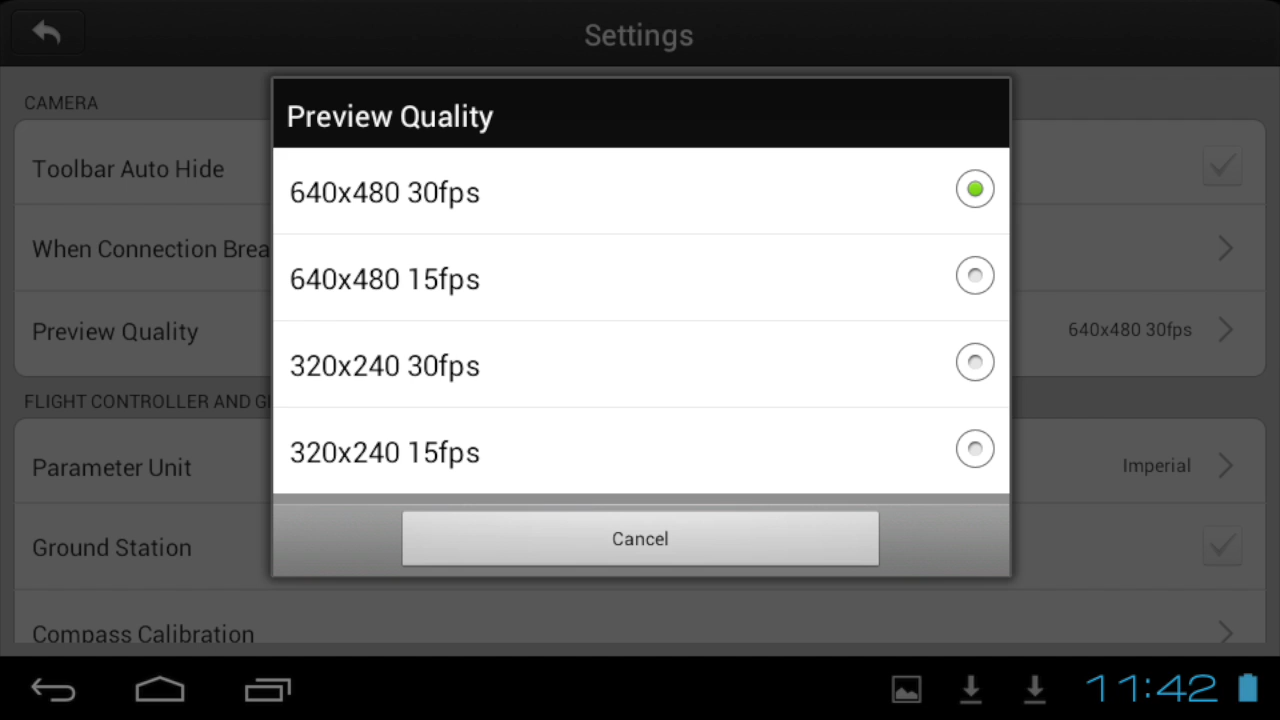 Settings
CAMERA
Toolbar Auto Hide
When Connection Brea
Preview Quality
640x480 30fps
FLIGHT CONTROLLER AND G
Parameter Unit
Imperial
Ground Station
Compass Calibration
Preview Quality
640x480 30fps
640x480 15fps
320x240 30fps
320x240 15fps
Cancel
11:42